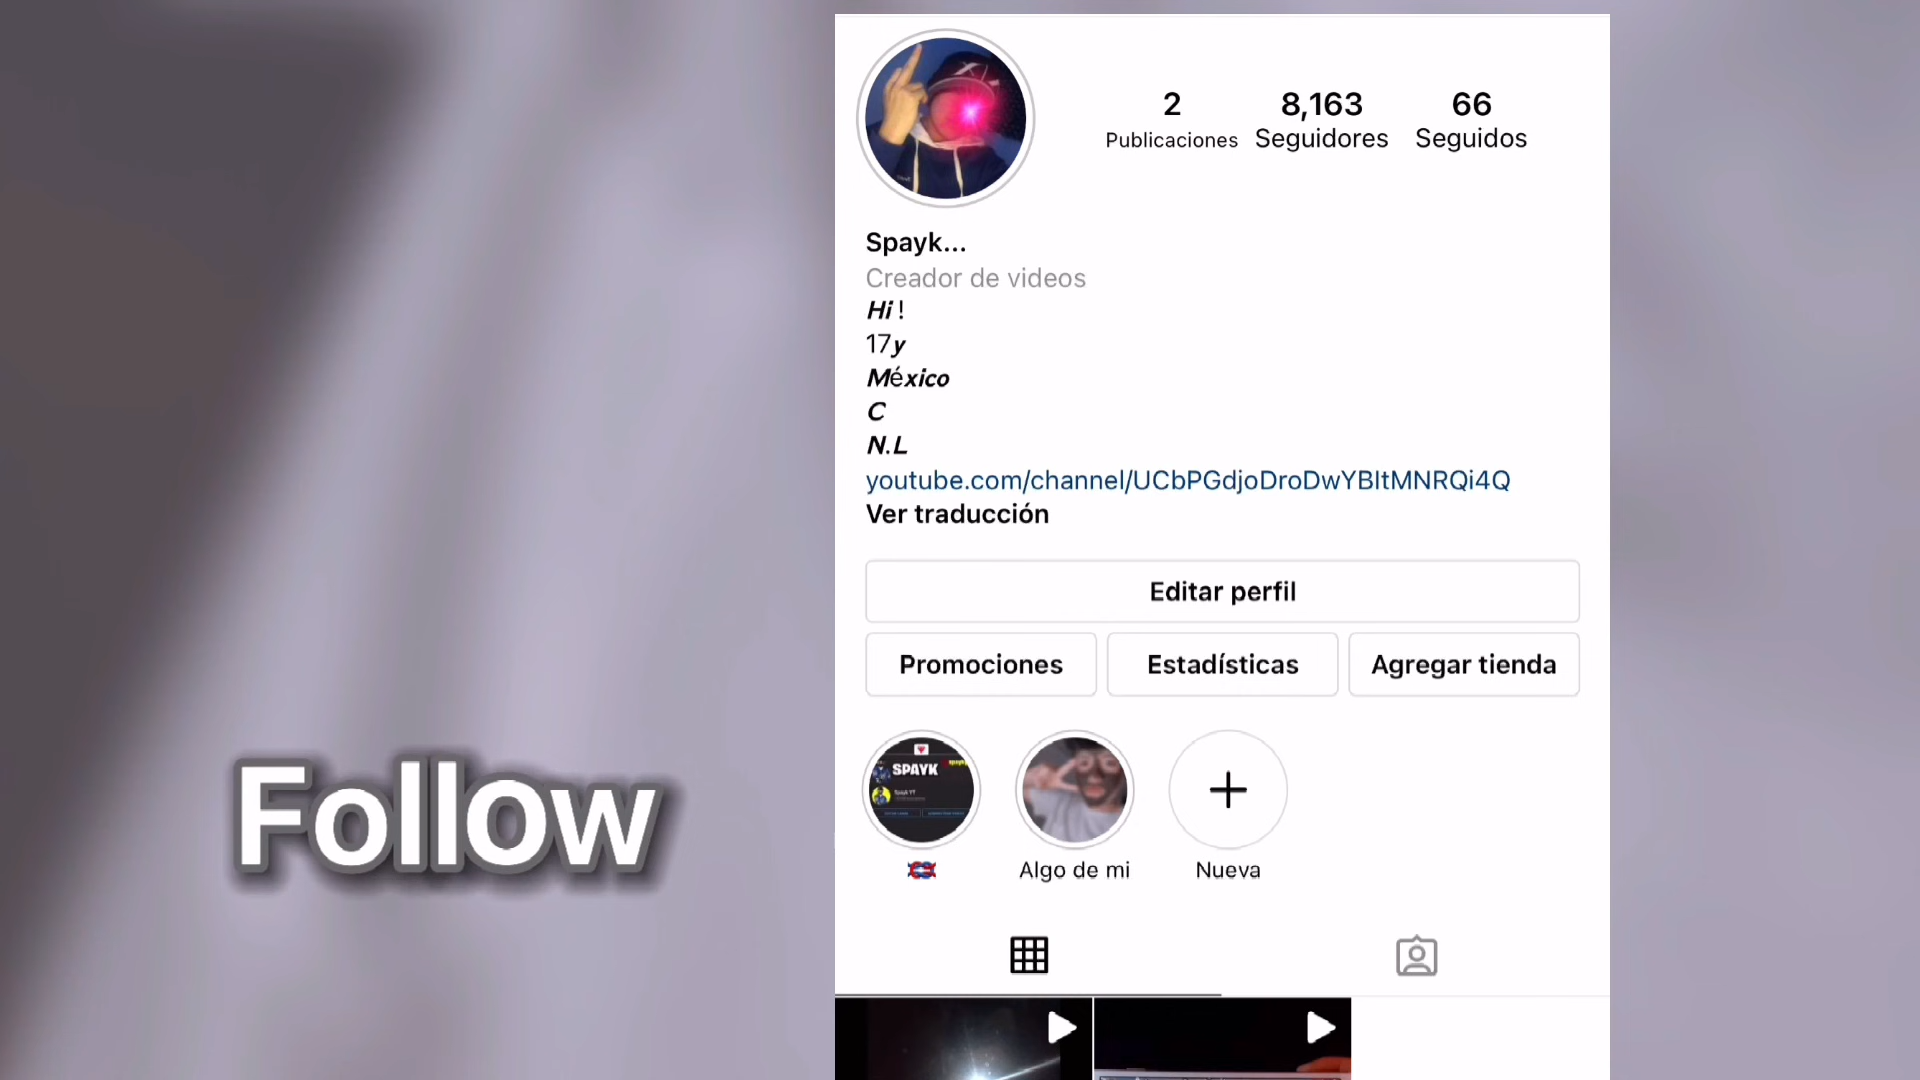 2 8,163 66
Publicaciones Seguidores Seguidos
Spayk...
Creador de videos
Hi !
17y
México
C
N.L
youtube.com/channel/UCbPGdjoDroDwYBItMNRQi4Q
Ver traducción
Editar perfil
Promociones Estadísticas Agregar tienda
SPAYK
Algo de mi Nueva
Follow